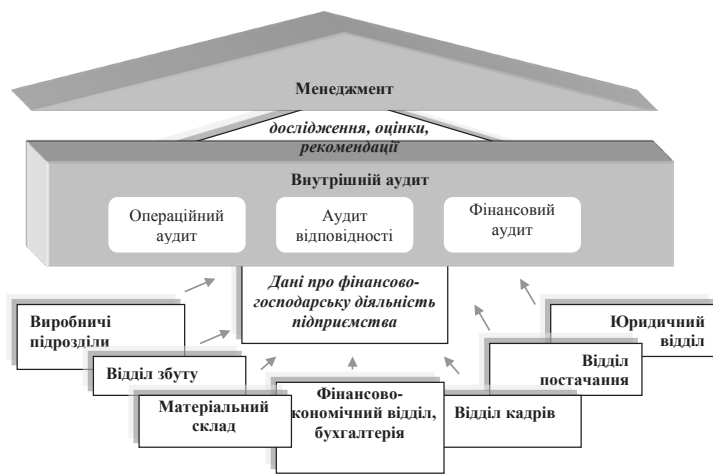 Менеджмент
дослідження, оцінки,
рекомендації
Внутрішній аудит
Операційний
аудит
Аудит
відповідності
Фінансовий
аудит
Дані про фінансово-
господарську діяльність
підприємства
Виробничі
підрозділи
Відділ збуту
Матеріальний
склад
Фінансово-
кономічний відділ,
бухгалтерія
Відділ кадрів
Відділ
постачання
Юридичний
відділ